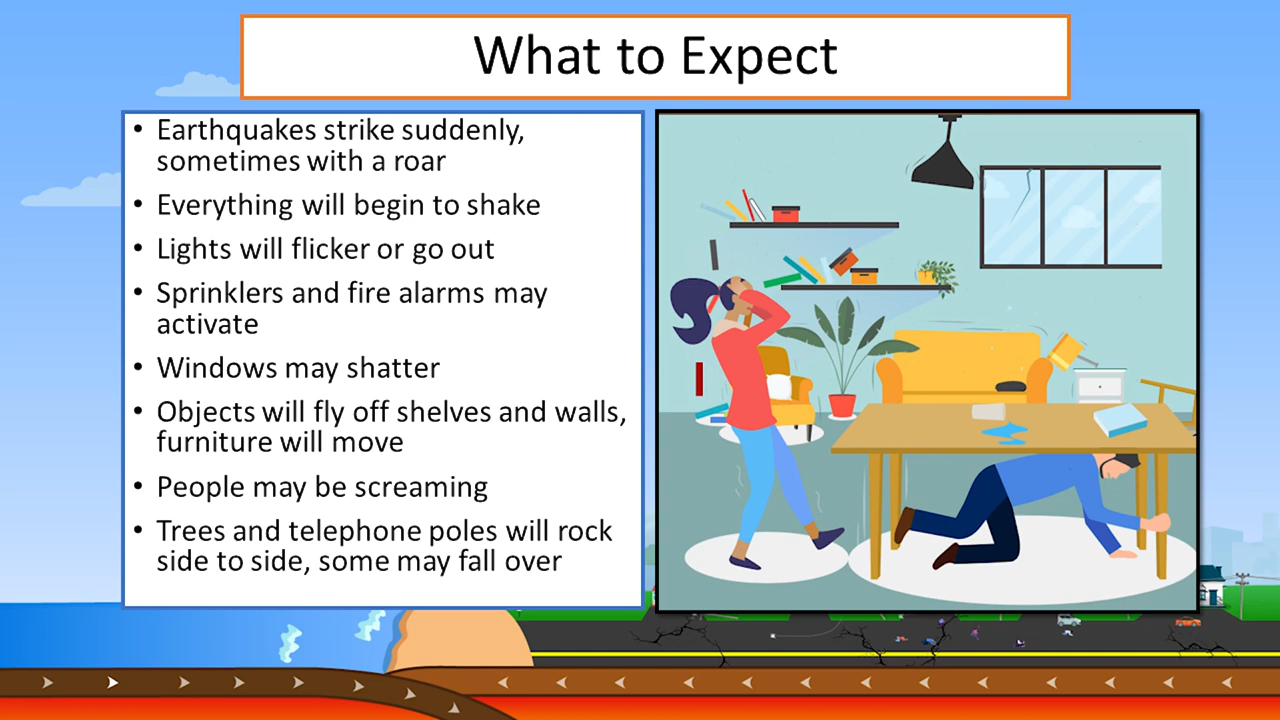 What to Expect
• Earthquakes strike suddenly,
sometimes with a roar
• Everything will begin to shake
• Lights will flicker or go out
• Sprinklers and fire alarms may
activate
• Windows may shatter
• Objects will fly off shelves and walls,
furniture will move
• People may be screaming
• Trees and telephone poles will rock
side to side, some may fall over